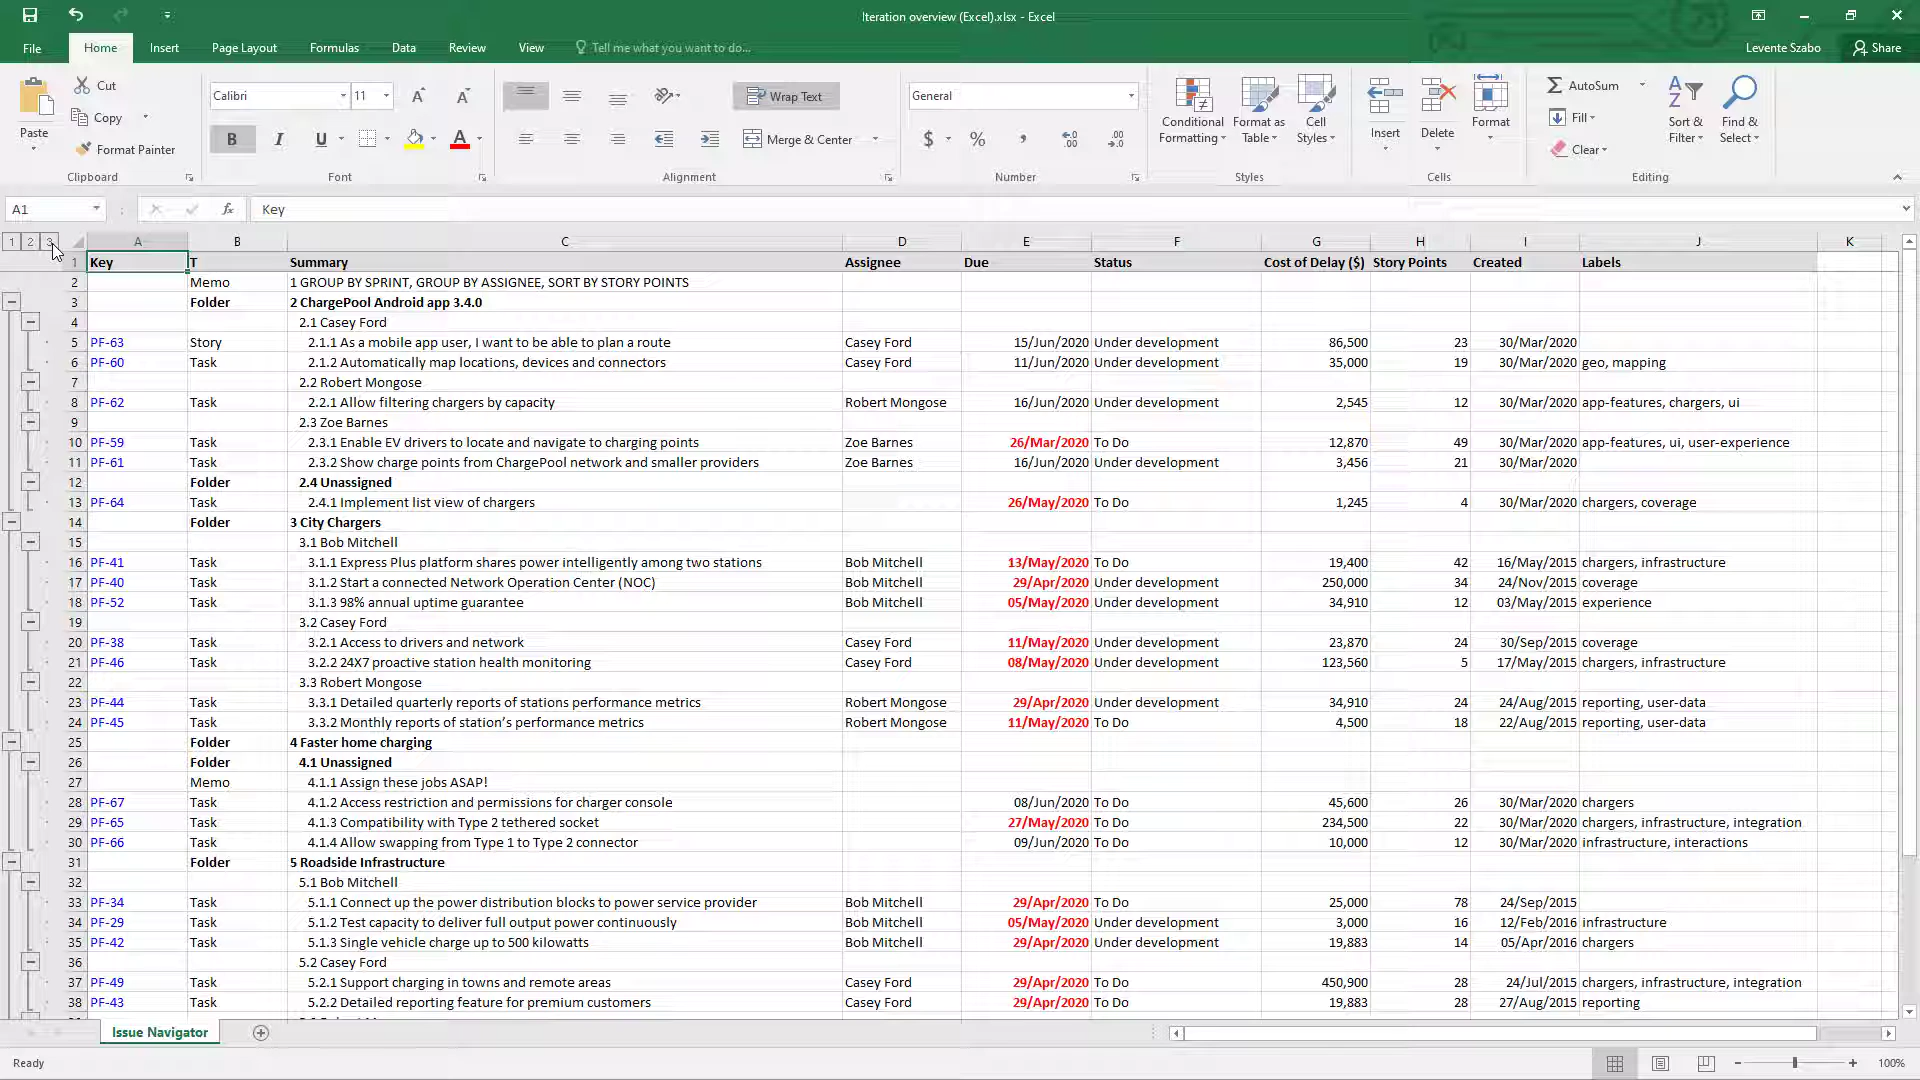 Iteration overview (Excel).xlsx - Excel
File Home Insert Page Layout Formulas Data Review View Tell me what you want to do... Levente Szabo Share
Paste Cut Copy Format Painter Clipboard
Calibri 11 A A B I U A Font
Wrap Text Merge & Center Alignment
General $ % , Number
Conditional Formatting Format as Table Cell Styles Styles
Insert Delete Format Cells
AutoSum Fill Clear Sort & Filter Find & Select Editing
A1 fx Key
1 2 3 A B C D E F G H I J K
1 Key T Summary Assignee Due Status Cost of Delay ($) Story Points Created Labels
2 Memo 1 GROUP BY SPRINT, GROUP BY ASSIGNEE, SORT BY STORY POINTS
3 Folder 2 ChargePool Android app 3.4.0
4 2.1 Casey Ford
5 PF-63 Story 2.1.1 As a mobile app user, I want to be able to plan a route Casey Ford 15/Jun/2020 Under development 86,500 23 30/Mar/2020
6 PF-60 Task 2.1.2 Automatically map locations, devices and connectors Casey Ford 11/Jun/2020 Under development 35,000 19 30/Mar/2020 geo, mapping
7 2.2 Robert Mongose
8 PF-62 Task 2.2.1 Allow filtering chargers by capacity Robert Mongose 16/Jun/2020 Under development 2,545 12 30/Mar/2020 app-features, chargers, ui
9 2.3 Zoe Barnes
10 PF-59 Task 2.3.1 Enable EV drivers to locate and navigate to charging points Zoe Barnes 26/Mar/2020 To Do 12,870 49 30/Mar/2020 app-features, ui, user-experience
11 PF-61 Task 2.3.2 Show charge points from ChargePool network and smaller providers Zoe Barnes 16/Jun/2020 Under development 3,456 21 30/Mar/2020
12 Folder 2.4 Unassigned
13 PF-64 Task 2.4.1 Implement list view of chargers 26/May/2020 To Do 1,245 4 30/Mar/2020 chargers, coverage
14 Folder 3 City Chargers
15 3.1 Bob Mitchell
16 PF-41 Task 3.1.1 Express Plus platform shares power intelligently among two stations Bob Mitchell 13/May/2020 To Do 19,400 42 16/May/2015 chargers, infrastructure
17 PF-40 Task 3.1.2 Start a connected Network Operation Center (NOC) Bob Mitchell 29/Apr/2020 Under development 250,000 34 24/Nov/2015 coverage
18 PF-52 Task 3.1.3 98% annual uptime guarantee Bob Mitchell 05/May/2020 Under development 34,910 12 03/May/2015 experience
19 3.2 Casey Ford
20 PF-38 Task 3.2.1 Access to drivers and network Casey Ford 11/May/2020 Under development 23,870 24 30/Sep/2015 coverage
21 PF-46 Task 3.2.2 24X7 proactive station health monitoring Casey Ford 08/May/2020 Under development 123,560 5 17/May/2015 chargers, infrastructure
22 3.3 Robert Mongose
23 PF-44 Task 3.3.1 Detailed quarterly reports of stations performance metrics Robert Mongose 29/Apr/2020 Under development 34,910 24 24/Aug/2015 reporting, user-data
24 PF-45 Task 3.3.2 Monthly reports of station’s performance metrics Robert Mongose 11/May/2020 To Do 4,500 18 22/Aug/2015 reporting, user-data
25 Folder 4 Faster home charging
26 Folder 4.1 Unassigned
27 Memo 4.1.1 Assign these jobs ASAP!
28 PF-67 Task 4.1.2 Access restriction and permissions for charger console 08/Jun/2020 To Do 45,600 26 30/Mar/2020 chargers
29 PF-65 Task 4.1.3 Compatibility with Type 2 tethered socket 27/May/2020 To Do 234,500 22 30/Mar/2020 chargers, infrastructure, integration
30 PF-66 Task 4.1.4 Allow swapping from Type 1 to Type 2 connector 09/Jun/2020 To Do 10,000 12 30/Mar/2020 infrastructure, interactions
31 Folder 5 Roadside Infrastructure
32 5.1 Bob Mitchell
33 PF-34 Task 5.1.1 Connect up the power distribution blocks to power service provider Bob Mitchell 29/Apr/2020 To Do 25,000 78 24/Sep/2015
34 PF-29 Task 5.1.2 Test capacity to deliver full output power continuously Bob Mitchell 05/May/2020 Under development 3,000 16 12/Feb/2016 infrastructure
35 PF-42 Task 5.1.3 Single vehicle charge up to 500 kilowatts Bob Mitchell 29/Apr/2020 Under development 19,883 14 05/Apr/2016 chargers
36 5.2 Casey Ford
37 PF-49 Task 5.2.1 Support charging in towns and remote areas Casey Ford 29/Apr/2020 To Do 450,900 28 24/Jul/2015 chargers, infrastructure, integration
38 PF-43 Task 5.2.2 Detailed reporting feature for premium customers Casey Ford 29/Apr/2020 To Do 19,883 28 27/Aug/2015 reporting
Issue Navigator
Ready 100%